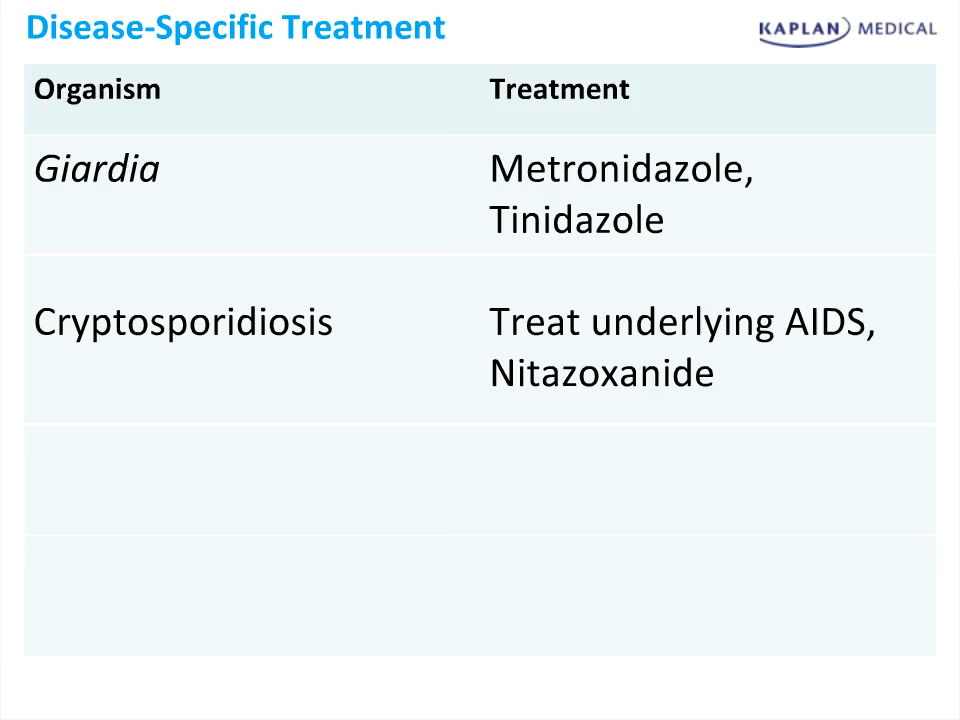 Disease-Specific Treatment
KAPLAN MEDICAL
Organism Treatment
Giardia Metronidazole,
Tinidazole
Cryptosporidiosis Treat underlying AIDS,
Nitazoxanide